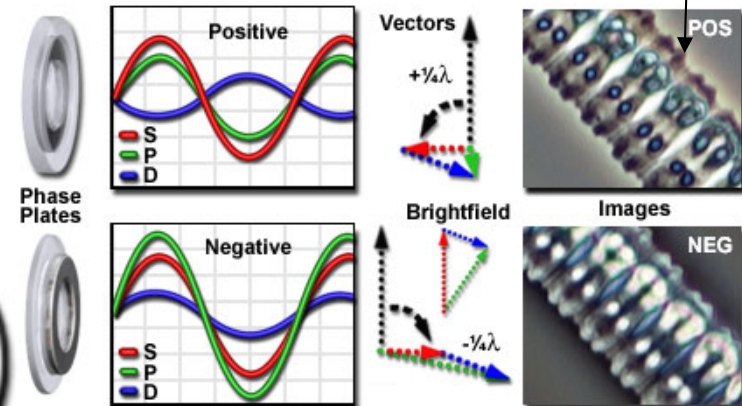 Positive
S
P
D
Vectors
+¼λ
POS
Phase
Plates
Brightfield
Images
Negative
S
P
D
-¼λ
NEG